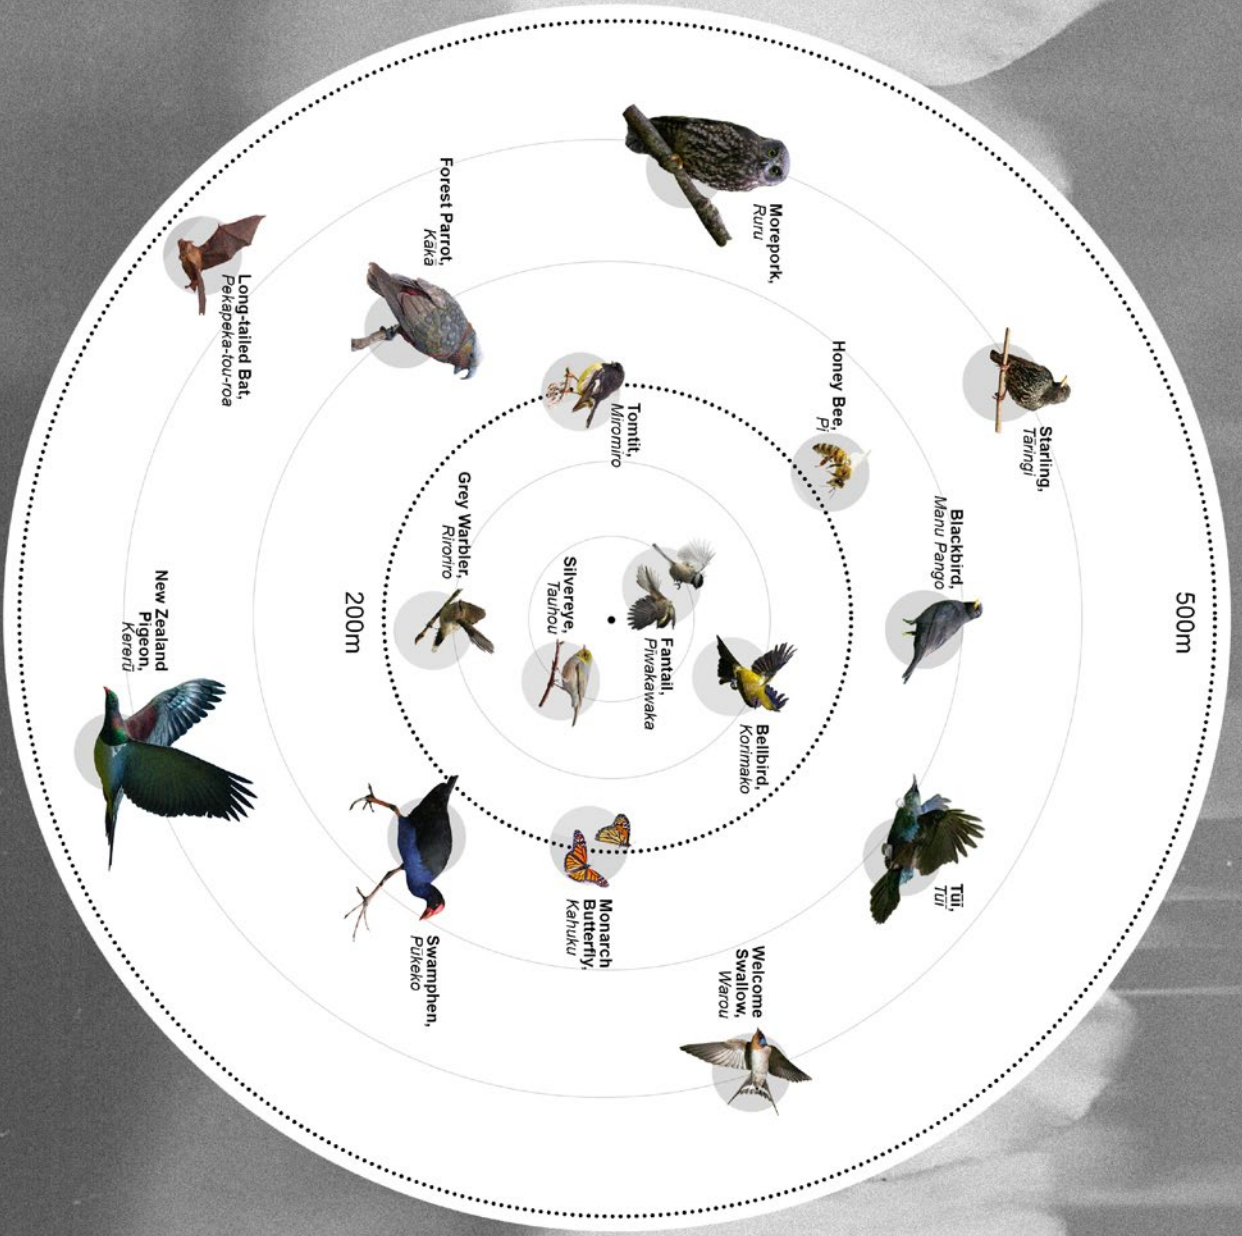 500m
Starling,
Tāringi
Blackbird,
Manu Pango
Tūī,
Tūī
Honey Bee,
Pī
Morepork,
Ruru
Bellbird,
Korimako
Welcome
Swallow,
Warou
Fantail,
Pīwakawaka
Tomtit,
Miromiro
Monarch
Butterfly,
Kahuku
Silvereye,
Tauhou
Grey Warbler,
Riroriro
Forest Parrot,
Kākā
Swamphen,
Pūkeko
200m
Long-tailed Bat,
Pekapeka-tou-roa
New Zealand
Pigeon,
Kererū